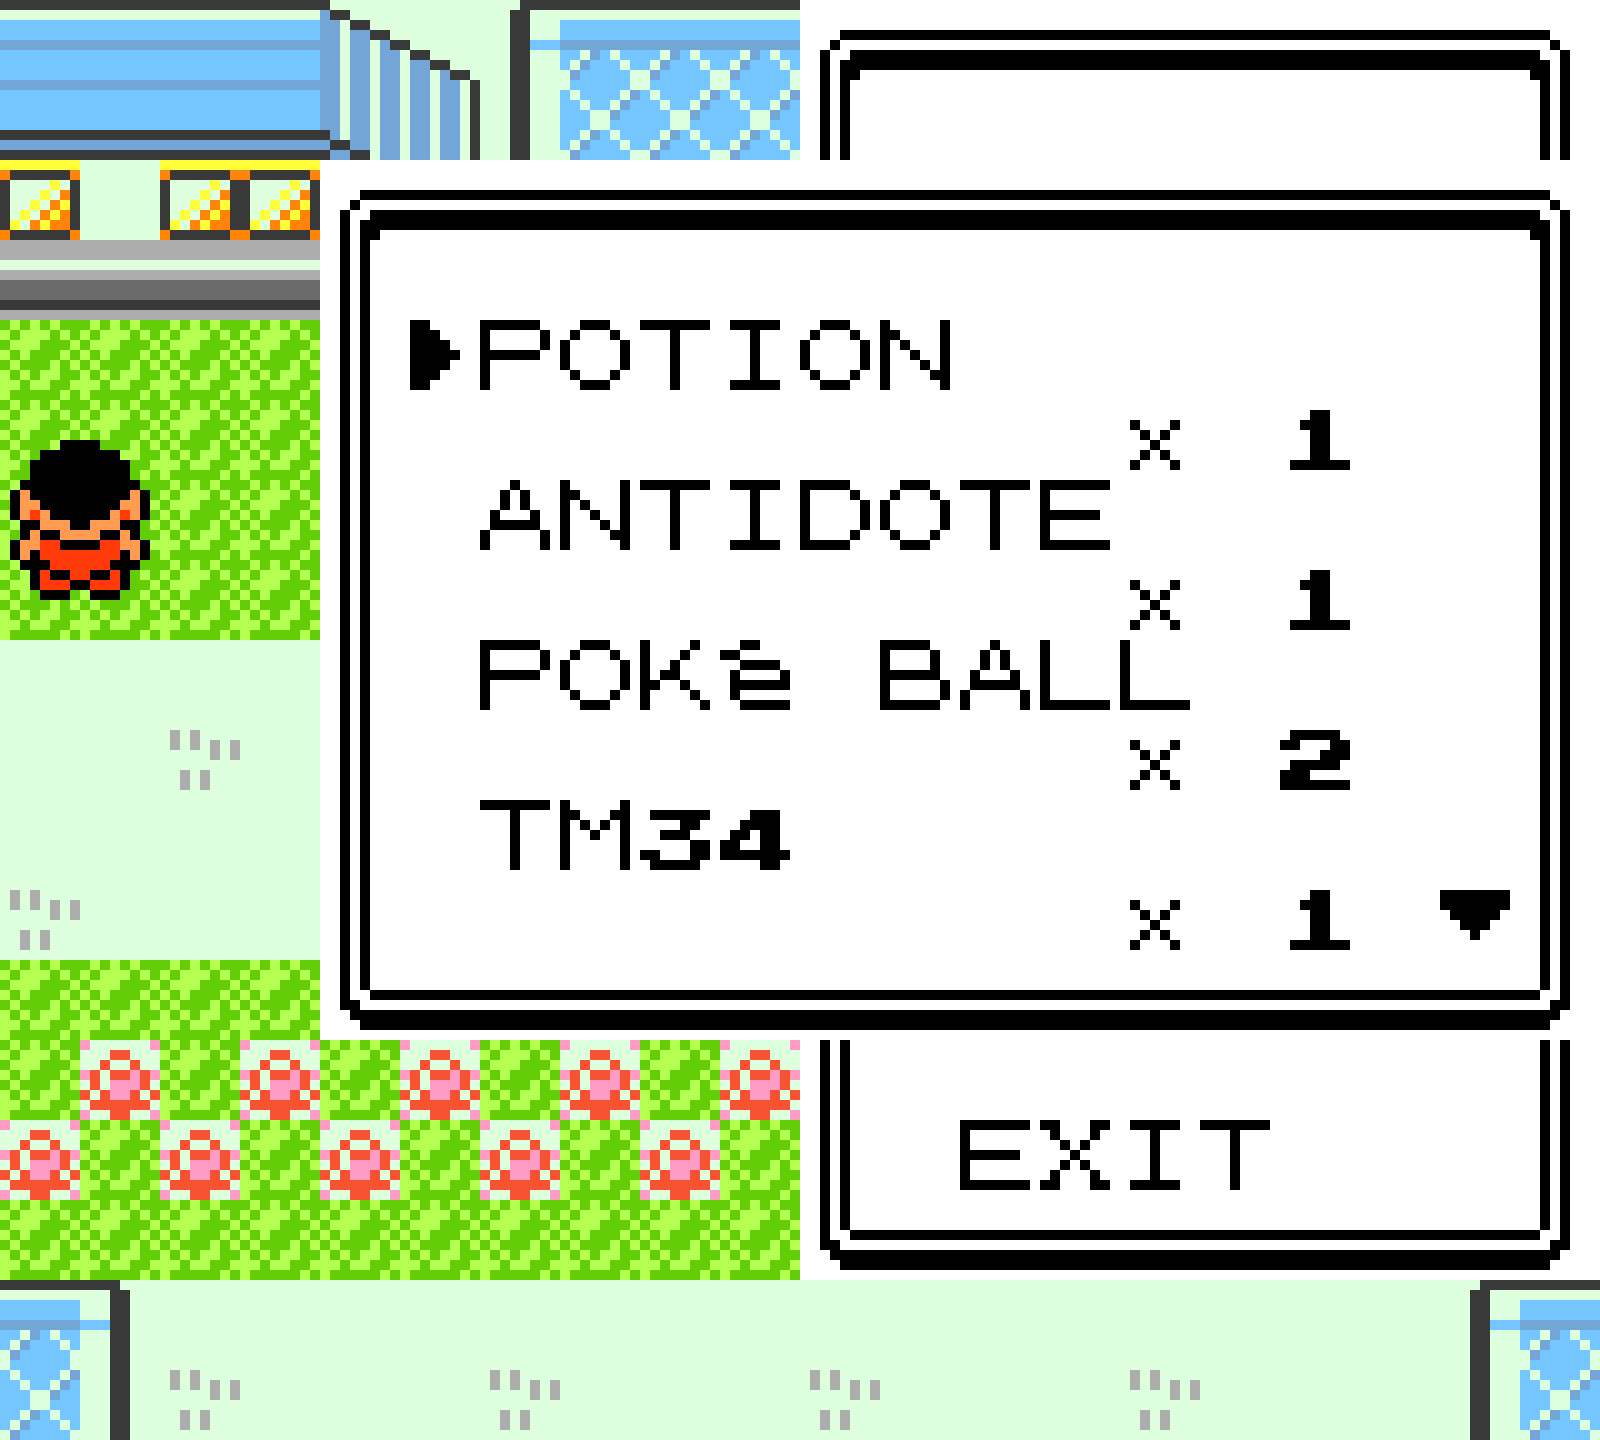 ▶POTION
× 1
ANTIDOTE
× 1
POKé BALL
× 2
TM34
× 1
EXIT